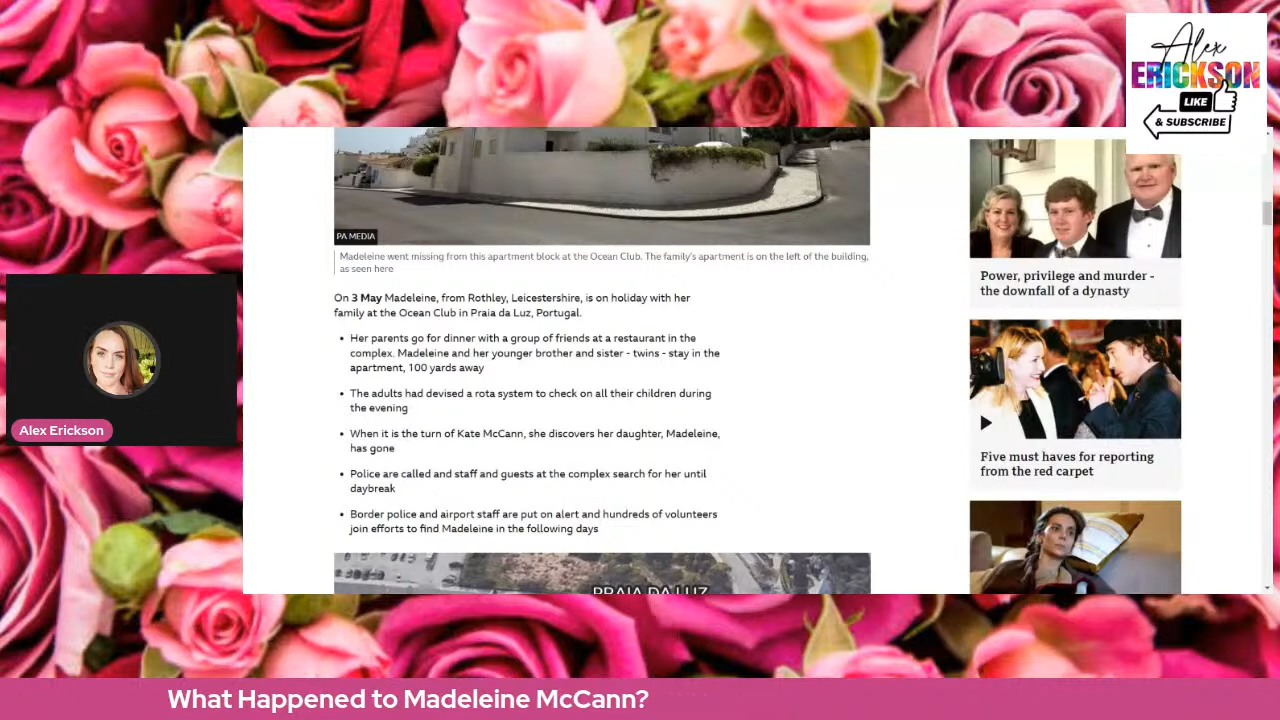 Alex
ERICKSON
LIKE
& SUBSCRIBE
PA MEDIA
Madeleine went missing from this apartment block at the Ocean Club. The family's apartment is on the left of the building,
as seen here
On 3 May Madeleine, from Rothley, Leicestershire, is on holiday with her
family at the Ocean Club in Praia da Luz, Portugal.
• Her parents go for dinner with a group of friends at a restaurant in the
complex. Madeleine and her younger brother and sister - twins - stay in the
apartment, 100 yards away
• The adults had devised a rota system to check on all their children during
the evening
• When it is the turn of Kate McCann, she discovers her daughter, Madeleine,
has gone
• Police are called and staff and guests at the complex search for her until
daybreak
• Border police and airport staff are put on alert and hundreds of volunteers
join efforts to find Madeleine in the following days
PRAIA DA LUZ
Power, privilege and murder -
the downfall of a dynasty
Five must haves for reporting
from the red carpet
Alex Erickson
What Happened to Madeleine McCann?